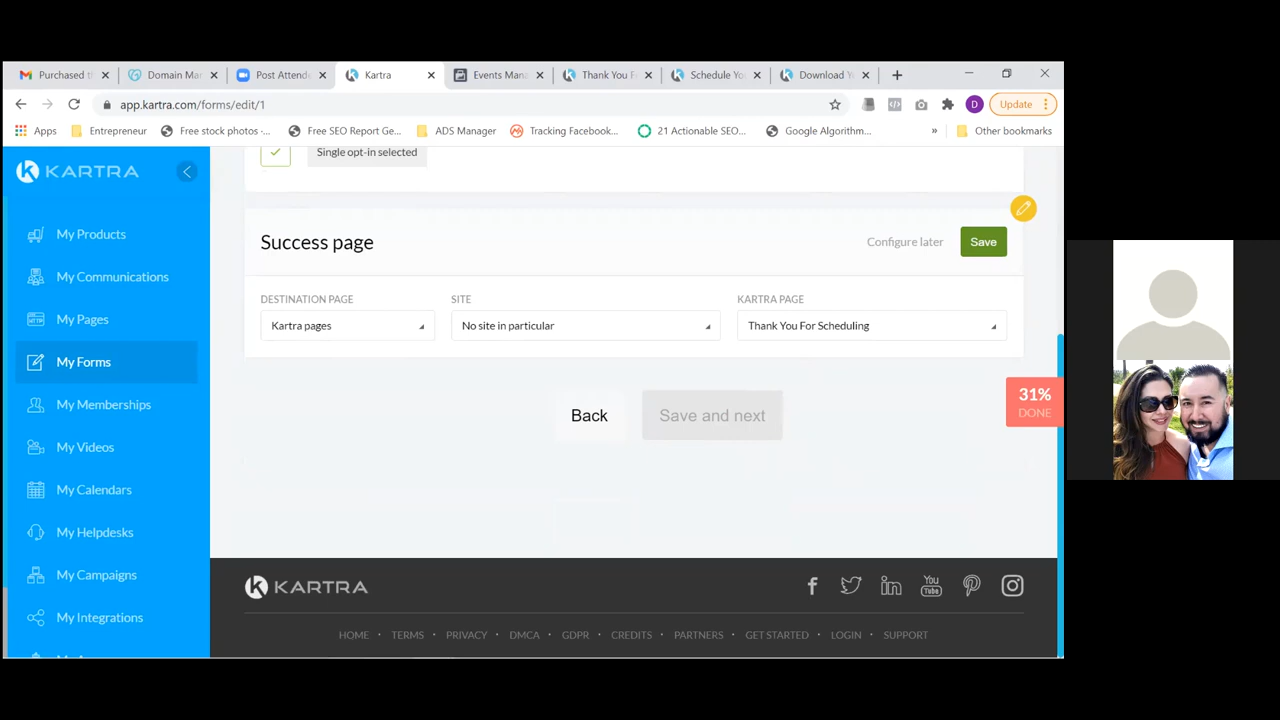 Purchased t
Domain Mar
Post Attende
Kartra
Events Mana
Thank You F
Schedule Yo
Download Y
app.kartra.com/forms/edit/1
D
Update
Apps
Entrepreneur
Free stock photos -...
Free SEO Report Ge...
ADS Manager
Tracking Facebook...
21 Actionable SEO...
Google Algorithm...
»
Other bookmarks
KARTRA
Single opt-in selected
My Products
My Communications
My Pages
My Forms
My Memberships
My Videos
My Calendars
My Helpdesks
My Campaigns
My Integrations
Success page
Configure later
Save
DESTINATION PAGE
SITE
KARTRA PAGE
Kartra pages
No site in particular
Thank You For Scheduling
31%
DONE
Back
Save and next
KARTRA
You
Tube
HOME • TERMS • PRIVACY • DMCA • GDPR • CREDITS • PARTNERS • GET STARTED • LOGIN • SUPPORT